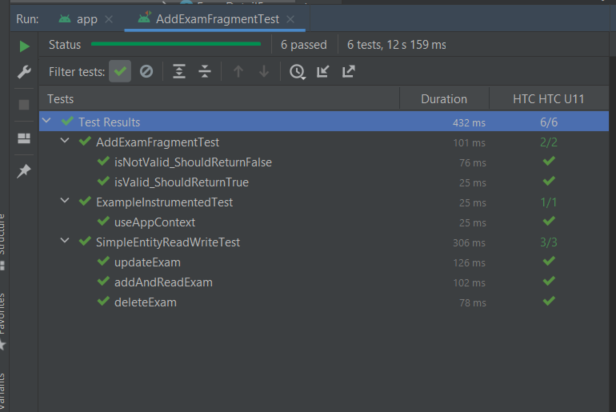 Run: app × AddExamFragmentTest ×
Status 6 passed 6 tests, 12 s 159 ms
Filter tests:
Tests Duration HTC HTC U11
Test Results 432 ms 6/6
AddExamFragmentTest 101 ms 2/2
isNotValid_ShouldReturnFalse 76 ms
isValid_ShouldReturnTrue 25 ms
ExampleInstrumentedTest 25 ms 1/1
useAppContext 25 ms
SimpleEntityReadWriteTest 306 ms 3/3
updateExam 126 ms
addAndReadExam 102 ms
deleteExam 78 ms
Structure
Favorites